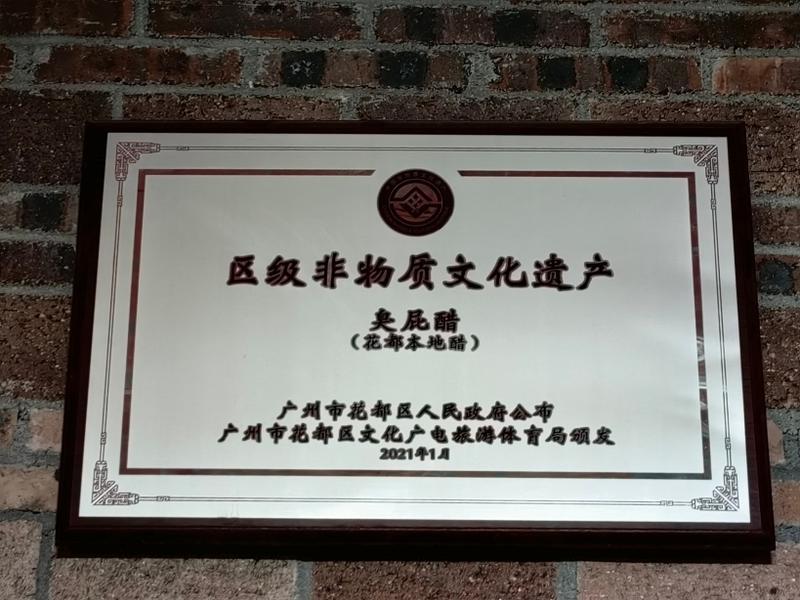 区级非物质文化遗产
臭屁醋
（花都本地醋）
广州市花都区人民政府公布
广州市花都区文化广电旅游体育局颁发
2021年1月